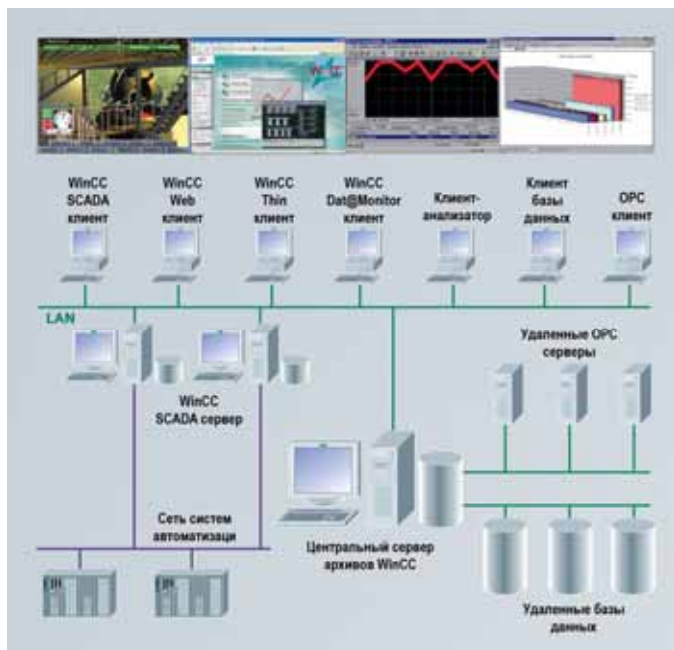 WinCC
WinCC
SCADA
клиент
WinCC
Web
клиент
WinCC
Thin
клиент
WinCC
Dat@Monitor
клиент
Клиент-
анализатор
Клиент
базы
данных
OPC
клиент
LAN
Удаленные OPC
серверы
WinCC
SCADA сервер
Сеть систем
автоматизаци
Центральный сервер
архивов WinCC
Удаленные базы
данных